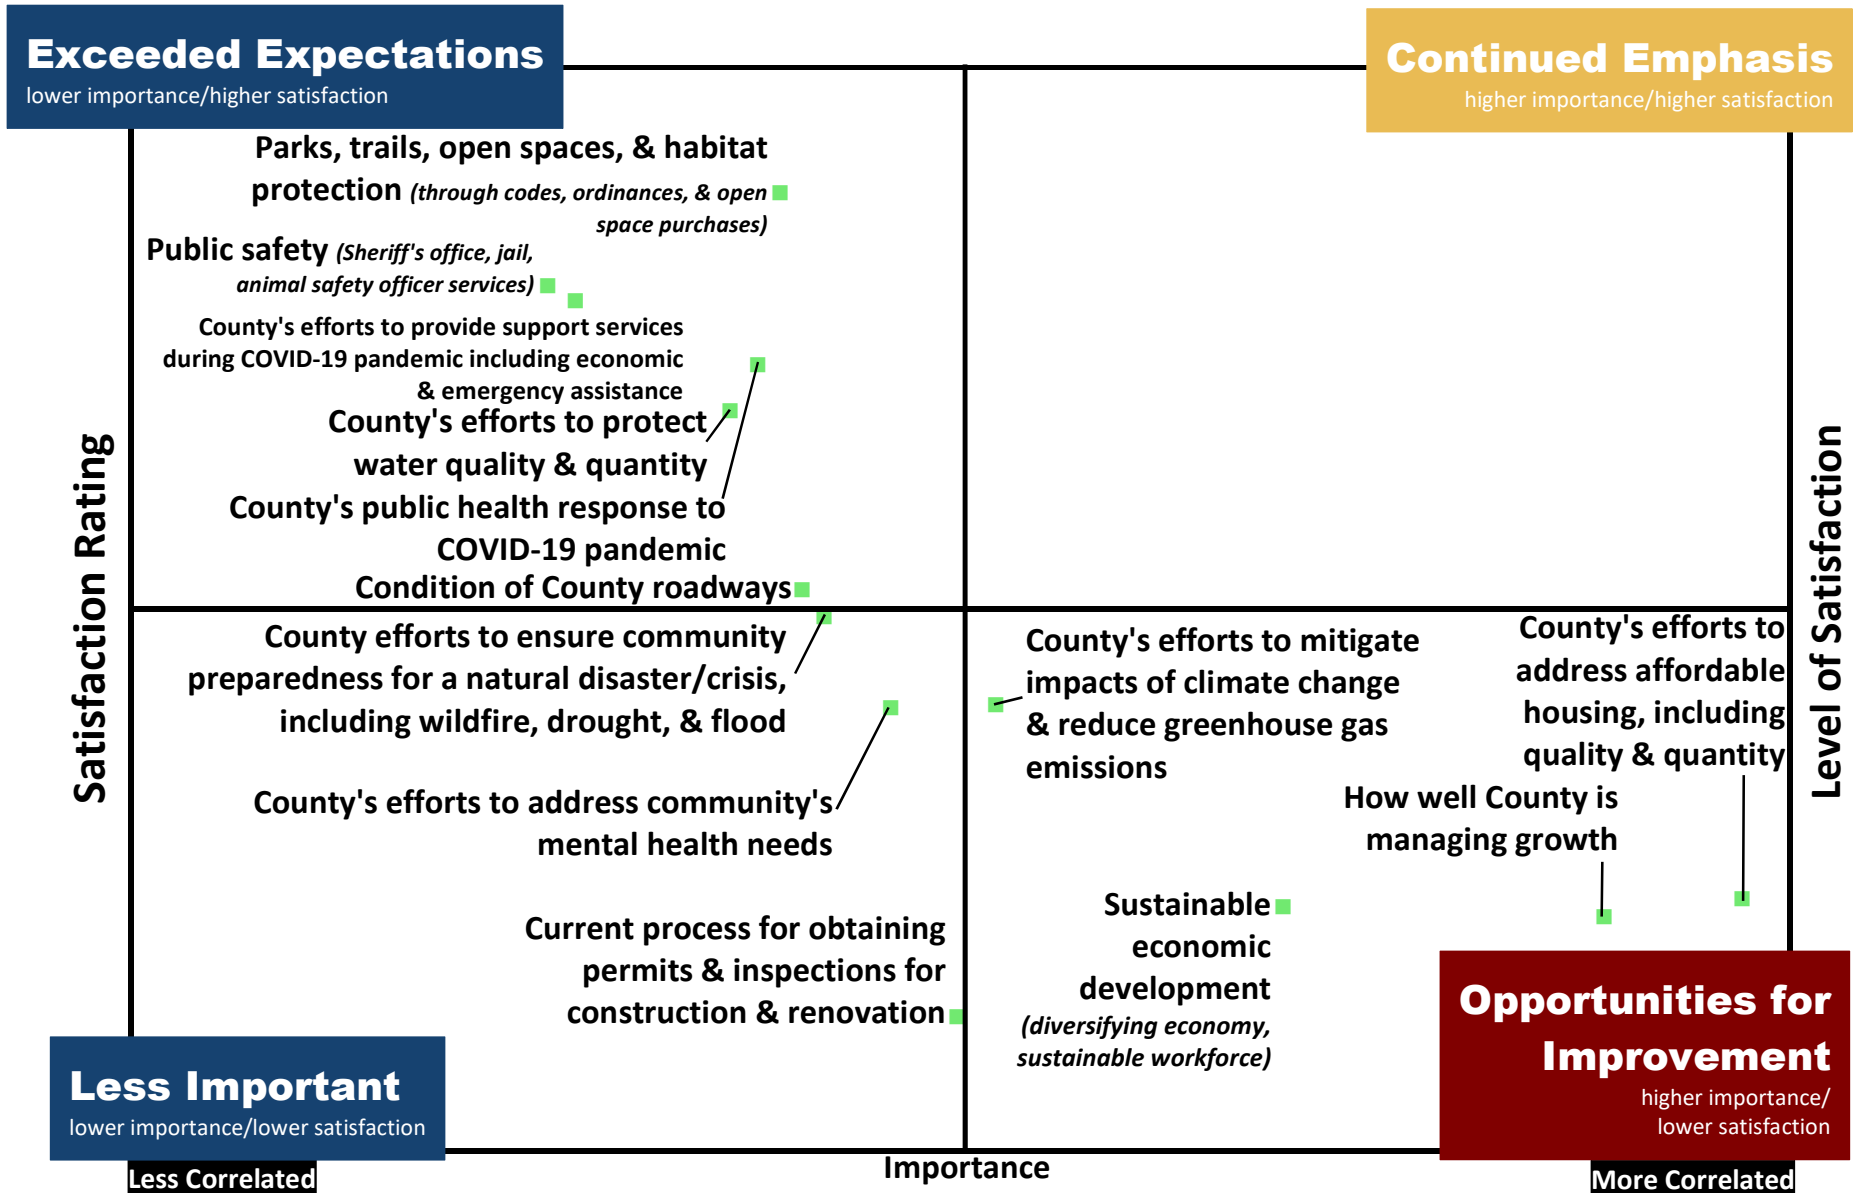 Exceeded Expectations
lower importance/higher satisfaction
Continued Emphasis
higher importance/higher satisfaction
Parks, trails, open spaces, & habitat
protection (through codes, ordinances, & open
space purchases)
Public safety (Sheriff's office, jail,
animal safety officer services)
County's efforts to provide support services
during COVID-19 pandemic including economic
& emergency assistance
County's efforts to protect
water quality & quantity
County's public health response to
COVID-19 pandemic
Condition of County roadways
Satisfaction Rating
Level of Satisfaction
County efforts to ensure community
preparedness for a natural disaster/crisis,
including wildfire, drought, & flood
County's efforts to address community's
mental health needs
Current process for obtaining
permits & inspections for
construction & renovation
County's efforts to mitigate
impacts of climate change
& reduce greenhouse gas
emissions
County's efforts to
address affordable
housing, including
quality & quantity
How well County is
managing growth
Sustainable
economic
development
(diversifying economy,
sustainable workforce)
Less Important
lower importance/lower satisfaction
Opportunities for
Improvement
higher importance/
lower satisfaction
Less Correlated
Importance
More Correlated